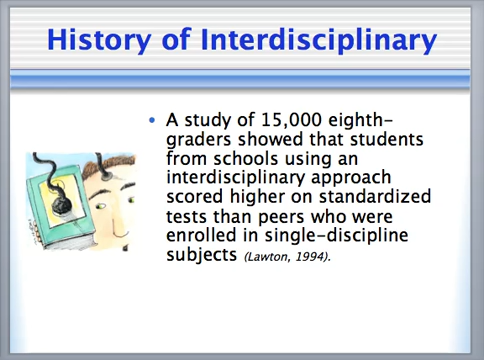 History of Interdisciplinary
• A study of 15,000 eighth-
graders showed that students
from schools using an
interdisciplinary approach
scored higher on standardized
tests than peers who were
enrolled in single-discipline
subjects (Lawton, 1994).